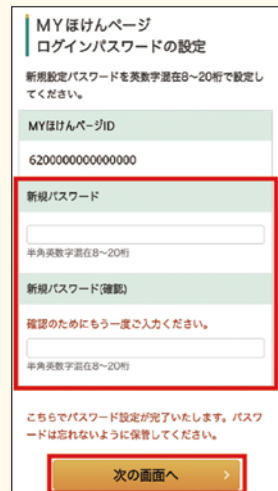 MYほけんページ
ログインパスワードの設定
新規設定パスワードを英数字混在8～20桁で設定し
てください。
MYほけんページID
6200000000000000
新規パスワード
半角英数字混在8～20桁
新規パスワード(確認)
確認のためにもう一度ご入力ください。
半角英数字混在8～20桁
こちらでパスワード設定が完了いたします。パスワ
ードは忘れないように保管してください。
次の画面へ